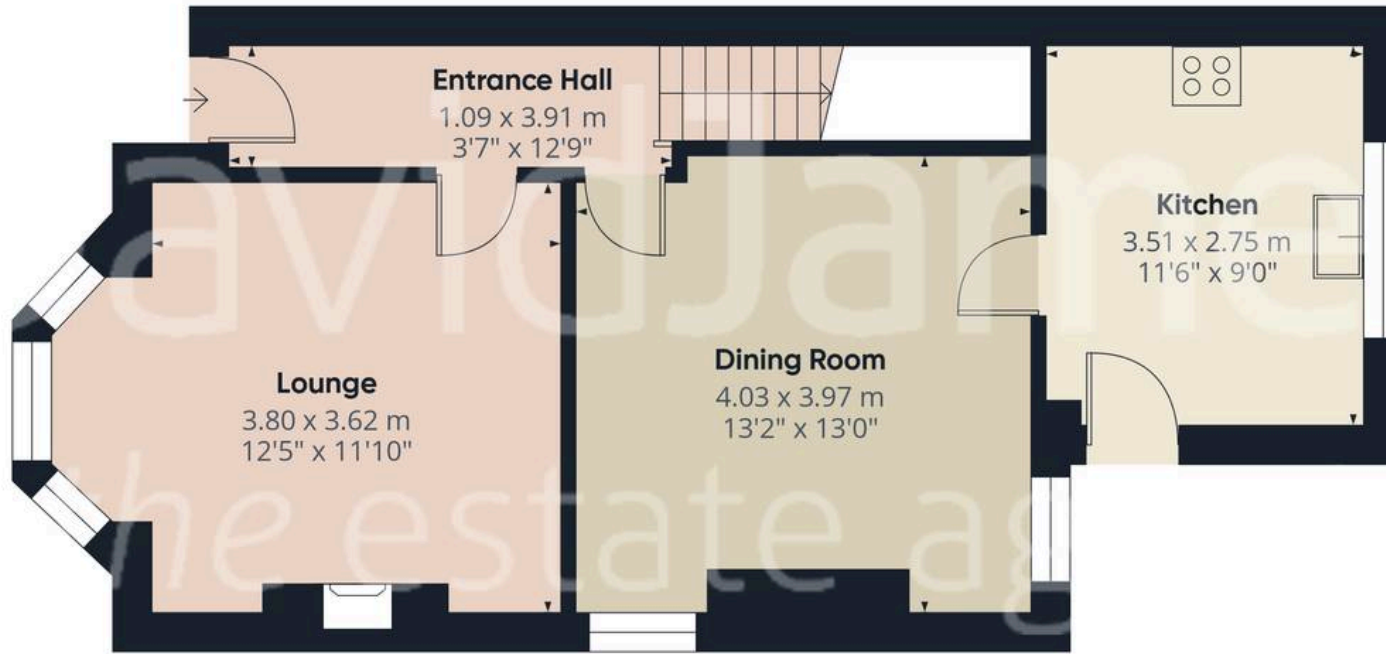 Entrance Hall
1.09 x 3.91 m
3'7" x 12'9"
Kitchen
3.51 x 2.75 m
11'6" x 9'0"
Dining Room
4.03 x 3.97 m
13'2" x 13'0"
Lounge
3.80 x 3.62 m
12'5" x 11'10"
avidJame
the estate ag